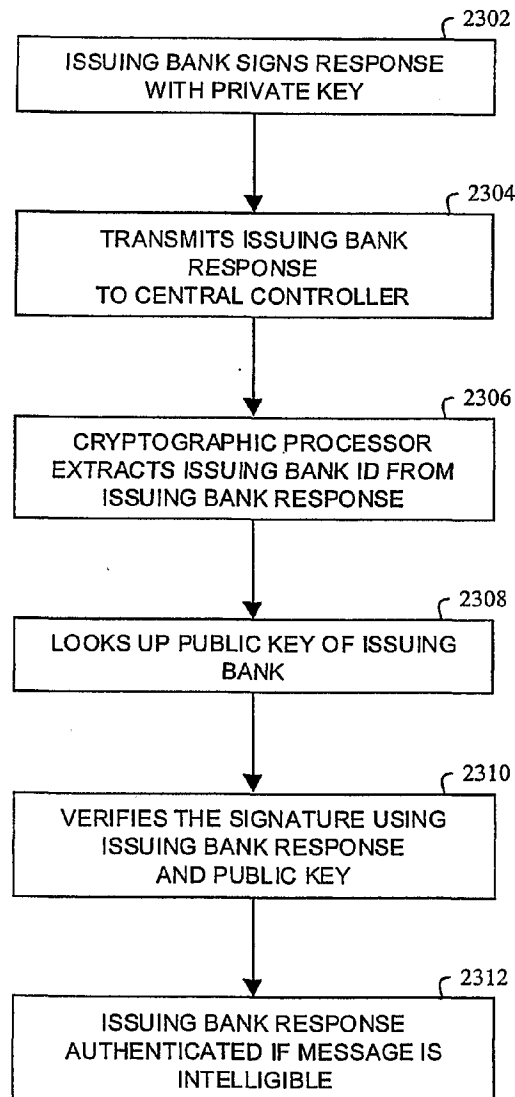 2302
ISSUING BANK SIGNS RESPONSE
WITH PRIVATE KEY
2304
TRANSMITS ISSUING BANK
RESPONSE
TO CENTRAL CONTROLLER
2306
CRYPTOGRAPHIC PROCESSOR
EXTRACTS ISSUING BANK ID FROM
ISSUING BANK RESPONSE
2308
LOOKS UP PUBLIC KEY OF ISSUING
BANK
2310
VERIFIES THE SIGNATURE USING
ISSUING BANK RESPONSE
AND PUBLIC KEY
2312
ISSUING BANK RESPONSE
AUTHENTICATED IF MESSAGE IS
INTELLIGIBLE